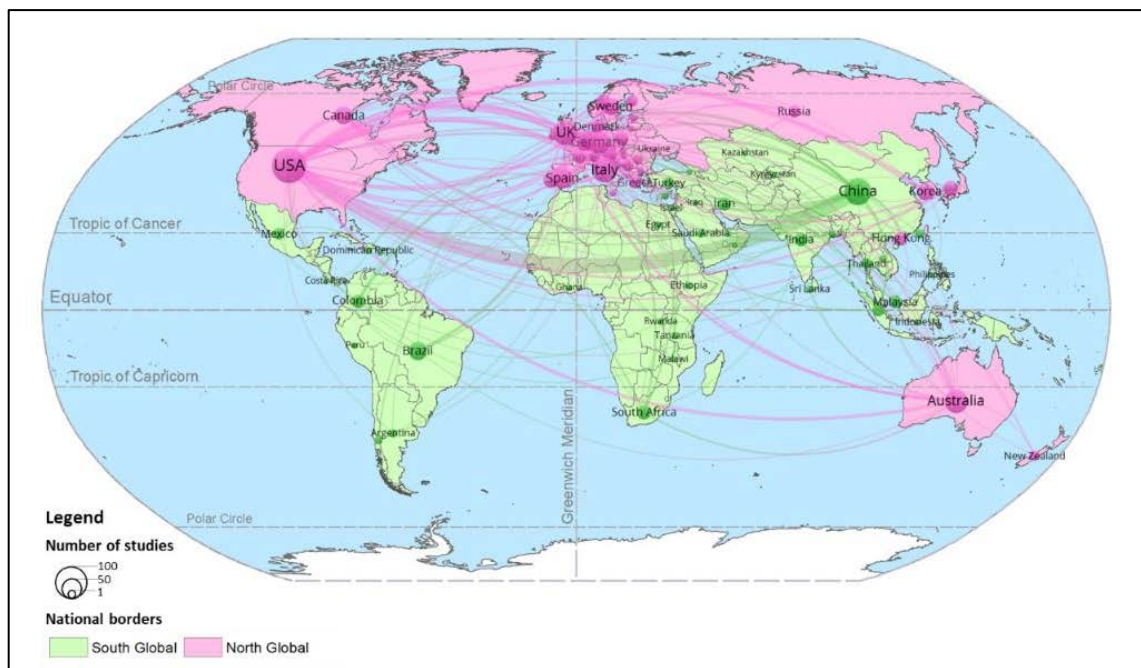 Polar Circle
Canada
Sweden
Russia
UK
Denmark
Germany
Ukraine
USA
Italy
Kazakhstan
Spain
Turkey
Kyrgyzstan
China
Korea
Israel
Iraq
Iran
Tropic of Cancer
Mexico
Egypt
Saudi Arabia
India
Hong Kong
Dominican Republic
Thailand
Philippines
Costa Rica
Ghana
Ethiopia
Sri Lanka
Equator
Colombia
Malaysia
Indonesia
Rwanda
Peru
Brazil
Tanzania
Malawi
Tropic of Capricorn
Australia
South Africa
Argentina
Greenwich Meridian
New Zealand
Polar Circle
Legend
Number of studies
100
50
1
National borders
South Global
North Global